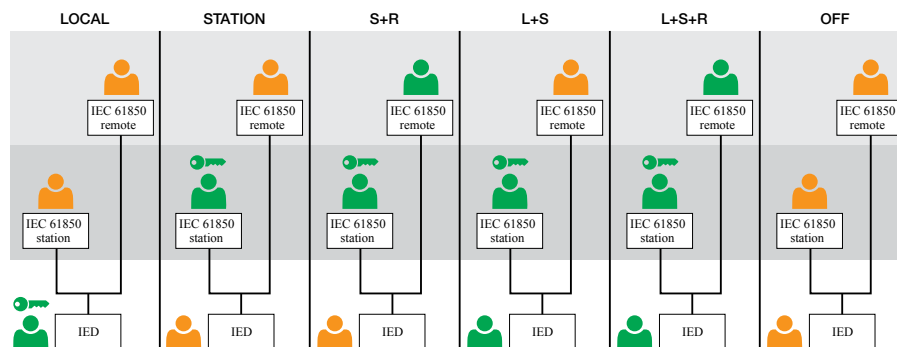 LOCAL STATION S+R L+S L+S+R OFF
IEC 61850 IEC 61850 IEC 61850 IEC 61850 IEC 61850 IEC 61850
remote remote remote remote remote remote
IEC 61850 IEC 61850 IEC 61850 IEC 61850 IEC 61850 IEC 61850
station station station station station station
IED IED IED IED IED IED